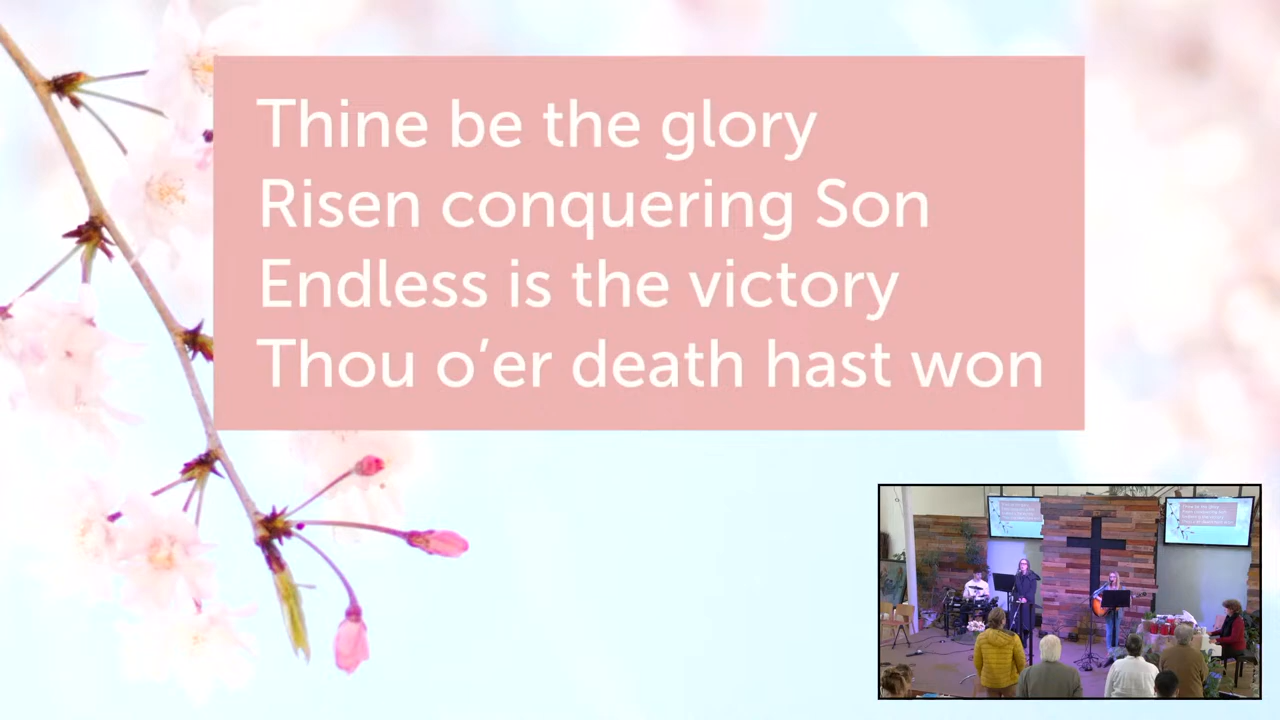 Thine be the glory
Risen conquering Son
Endless is the victory
Thou o’er death hast won